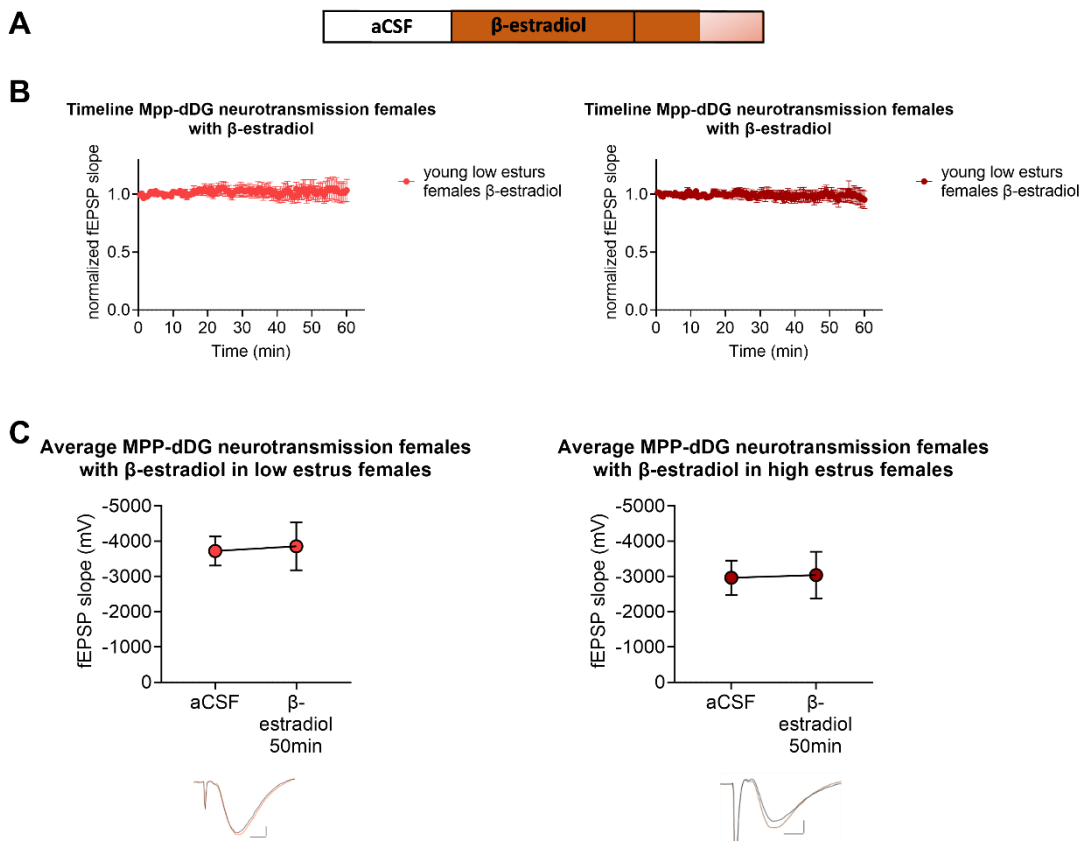 A
aCSF β-estradiol
B
Timeline Mpp-dDG neurotransmission females
with β-estradiol
normalized fEPSP slope
1.0
0.5
0.0
0 10 20 30 40 50 60
Time (min)
young low esturs
females β-estradiol
Timeline Mpp-dDG neurotransmission females
with β-estradiol
normalized fEPSP slope
1.0
0.5
0.0
0 10 20 30 40 50 60
Time (min)
young low esturs
females β-estradiol
C
Average MPP-dDG neurotransmission females
with β-estradiol in low estrus females
fEPSP slope (mV)
-5000
-4000
-3000
-2000
-1000
0
aCSF β-
estradiol
50min
Average MPP-dDG neurotransmission females
with β-estradiol in high estrus females
fEPSP slope (mV)
-5000
-4000
-3000
-2000
-1000
0
aCSF β-
estradiol
50min